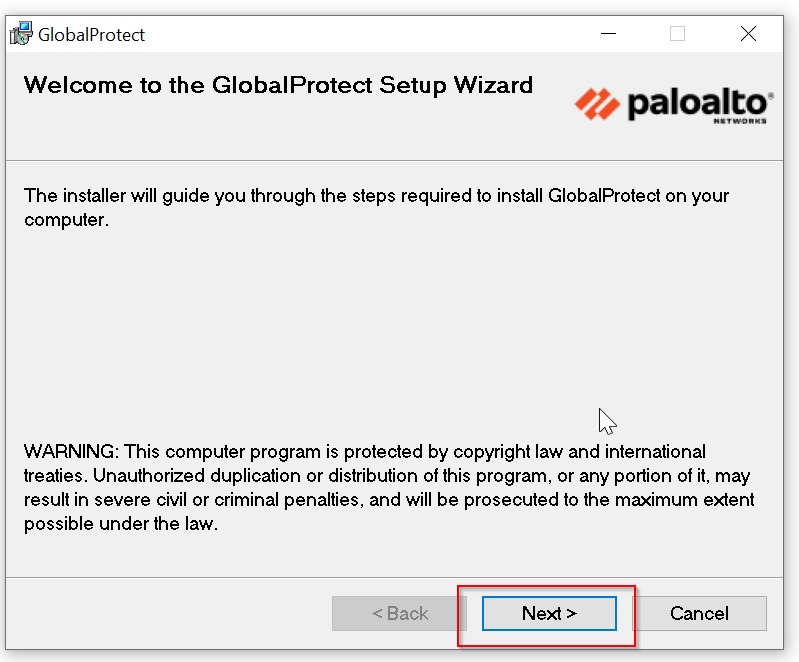 GlobalProtect
Welcome to the GlobalProtect Setup Wizard
paloalto®
NETWORKS
The installer will guide you through the steps required to install GlobalProtect on your
computer.
WARNING: This computer program is protected by copyright law and international
treaties. Unauthorized duplication or distribution of this program, or any portion of it, may
result in severe civil or criminal penalties, and will be prosecuted to the maximum extent
possible under the law.
< Back Next > Cancel